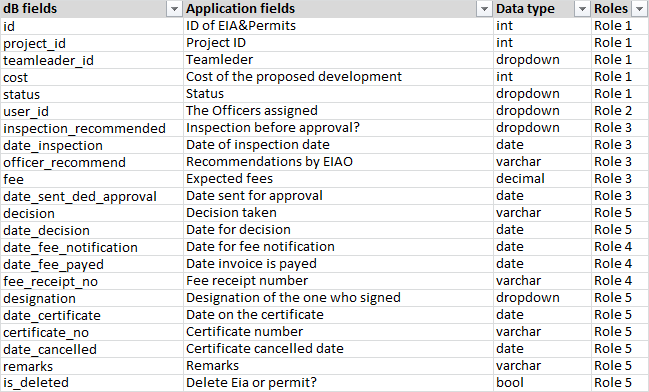 dB fields Application fields Data type Roles
id ID of EIA&Permits int Role 1
project_id Project ID int Role 1
teamleader_id Teamleder dropdown Role 1
cost Cost of the proposed development int Role 1
status Status dropdown Role 1
user_id The Officers assigned dropdown Role 2
inspection_recommended Inspection before approval? dropdown Role 3
date_inspection Date of inspection date date Role 3
officer_recommend Recommendations by EIAO varchar Role 3
fee Expected fees decimal Role 3
date_sent_ded_approval Date sent for approval date Role 3
decision Decision taken varchar Role 5
date_decision Date for decision date Role 5
date_fee_notification Date for fee notification date Role 4
date_fee_payed Date invoice is payed date Role 4
fee_receipt_no Fee receipt number varchar Role 4
designation Designation of the one who signed dropdown Role 5
date_certificate Date on the certificate date Role 5
certificate_no Certificate number varchar Role 5
date_cancelled Certificate cancelled date date Role 5
remarks Remarks varchar Role 5
is_deleted Delete Eia or permit? bool Role 5